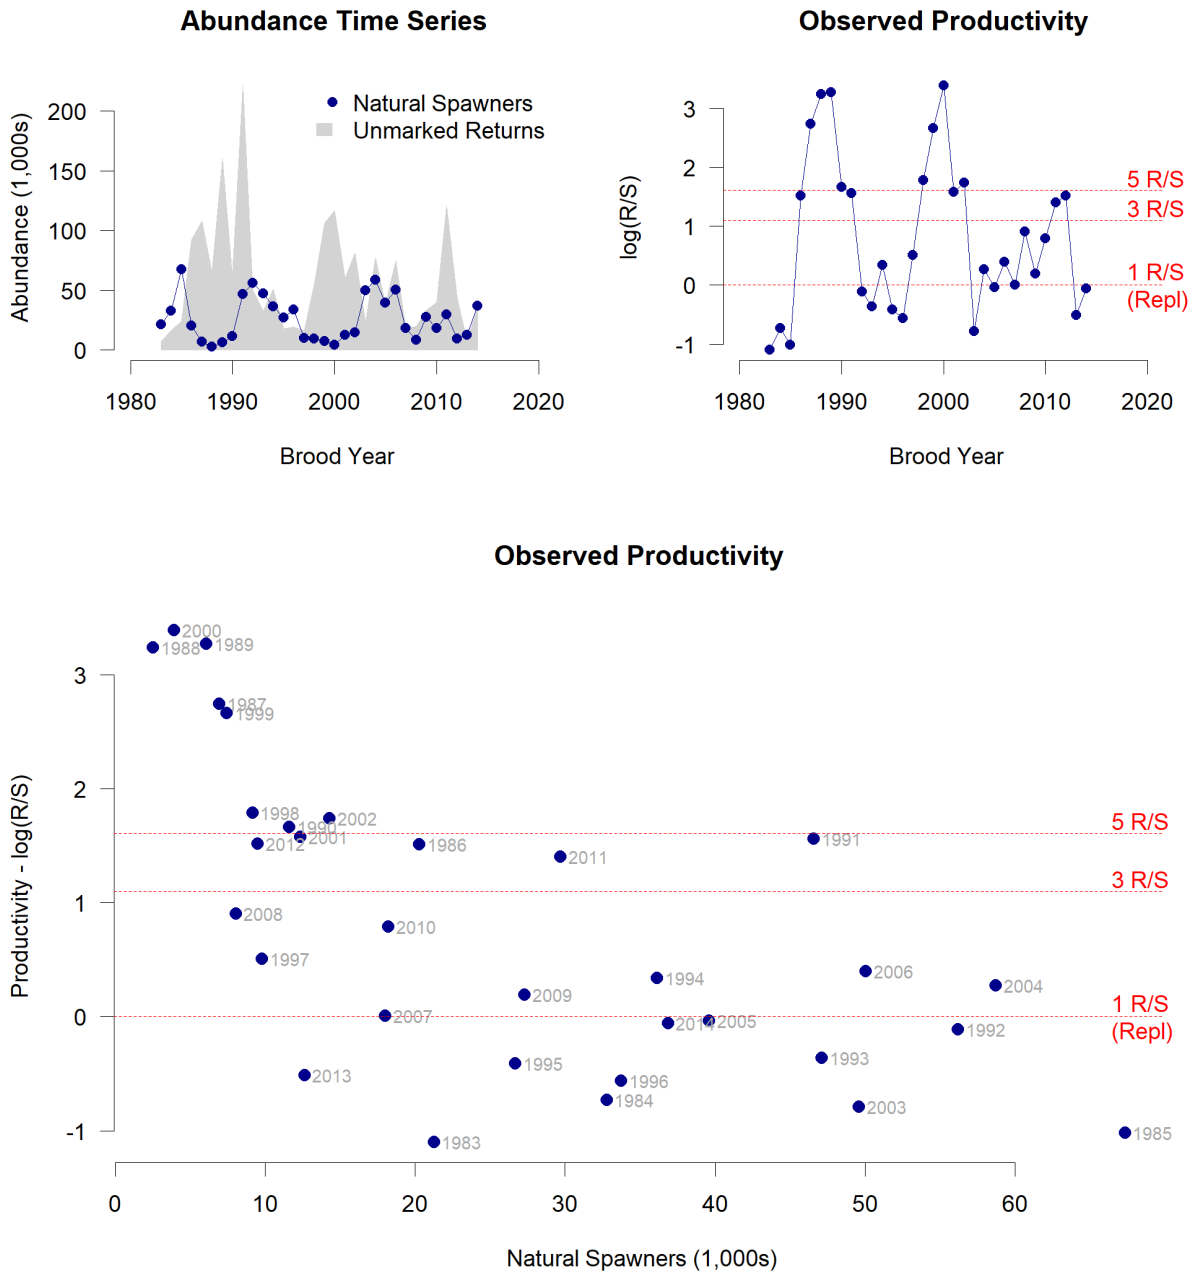 Abundance Time Series
Abundance (1,000s)
200
150
100
50
0
Natural Spawners
Unmarked Returns
1980 1990 2000 2010 2020
Brood Year
Observed Productivity
log(R/S)
3
2
1
0
-1
5 R/S
3 R/S
1 R/S
(Repl)
1980 1990 2000 2010 2020
Brood Year
Observed Productivity
Productivity - log(R/S)
3
2
1
0
-1
2000
1988
1989
1987
1999
1998
2002
1990
2001
2012
1986
2011
1991
5 R/S
3 R/S
2008
2010
1997
1994
2006
2004
2009
2007
2014
2005
1992
1 R/S
(Repl)
1995
1993
2013
1996
1984
2003
1983
1985
0 10 20 30 40 50 60
Natural Spawners (1,000s)